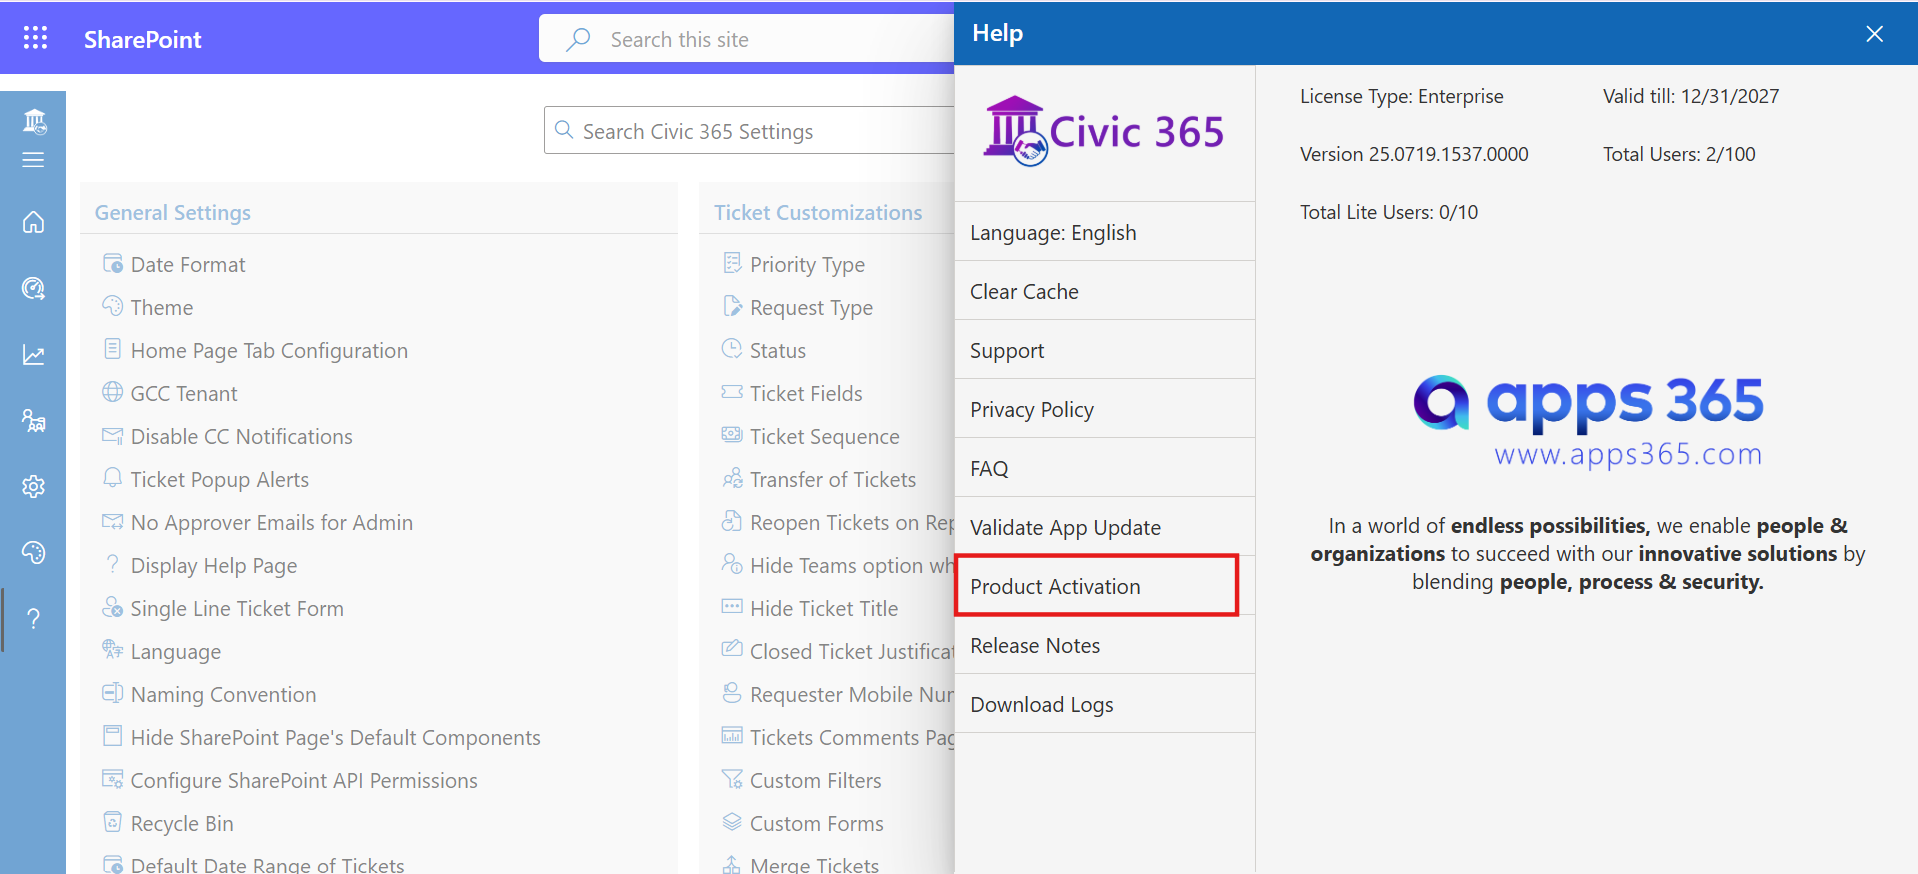 SharePoint
Search this site
Search Civic 365 Settings
General Settings
Date Format
Theme
Home Page Tab Configuration
GCC Tenant
Disable CC Notifications
Ticket Popup Alerts
No Approver Emails for Admin
Display Help Page
Single Line Ticket Form
Language
Naming Convention
Hide SharePoint Page's Default Components
Configure SharePoint API Permissions
Recycle Bin
Default Date Range of Tickets
Ticket Customizations
Priority Type
Request Type
Status
Ticket Fields
Ticket Sequence
Transfer of Tickets
Reopen Tickets on Rep
Hide Teams option wh
Hide Ticket Title
Closed Ticket Justificat
Requester Mobile Nur
Tickets Comments Pag
Custom Filters
Custom Forms
Merge Tickets
Help
Civic 365
Language: English
Clear Cache
Support
Privacy Policy
FAQ
Validate App Update
Product Activation
Release Notes
Download Logs
License Type: Enterprise
Valid till: 12/31/2027
Version 25.0719.1537.0000
Total Users: 2/100
Total Lite Users: 0/10
apps 365
www.apps365.com
In a world of endless possibilities, we enable people &
organizations to succeed with our innovative solutions by
blending people, process & security.